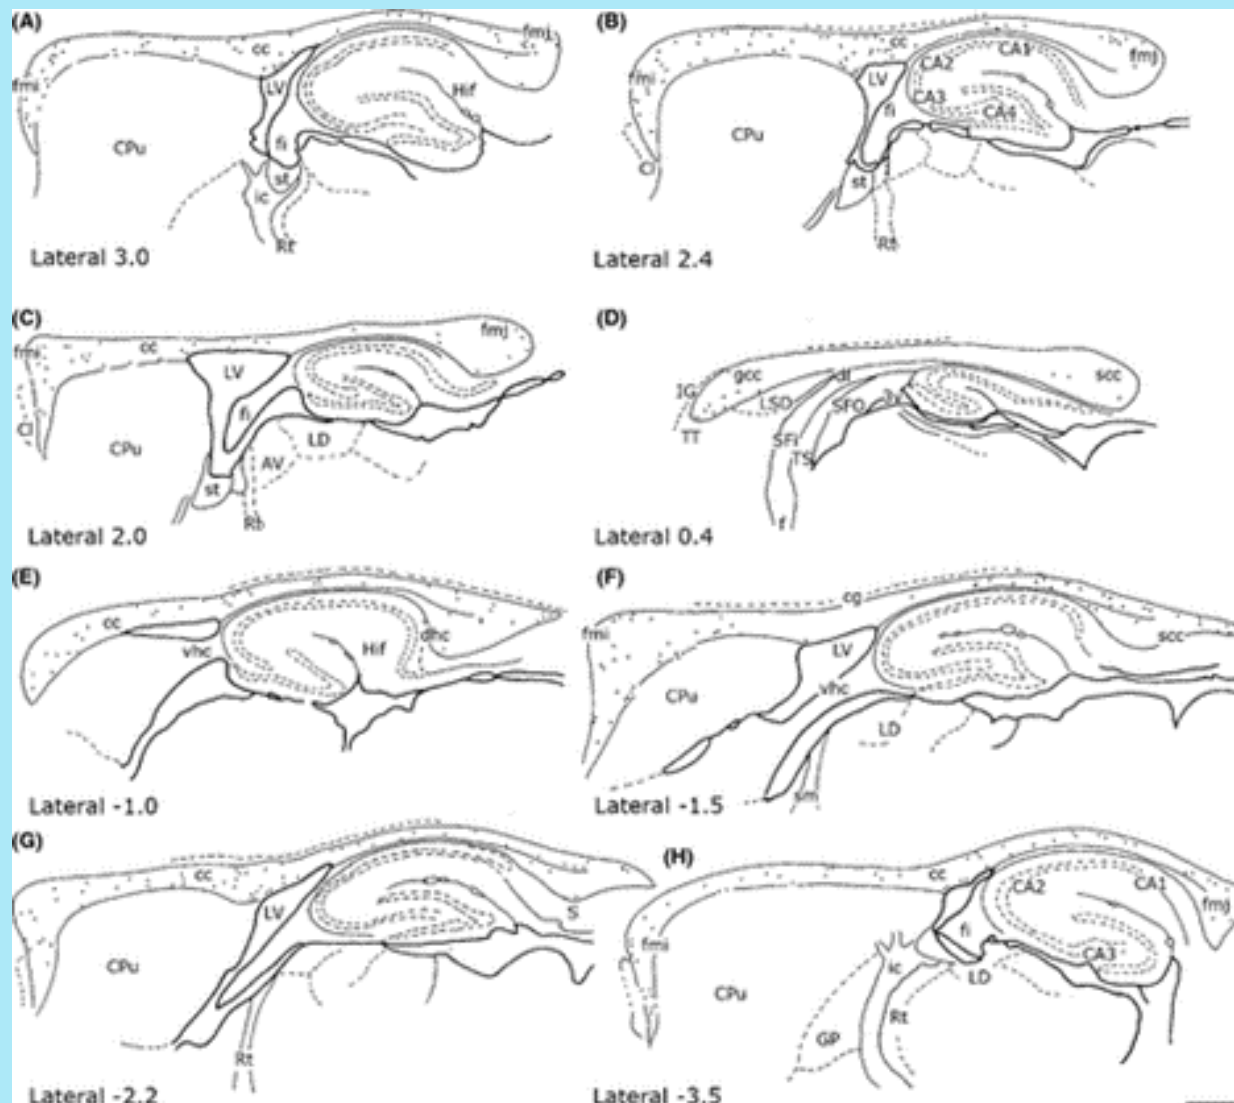 (A)
cc
fmj
fmi
LV
Hif
CPu
fi
st
ic
Rt
Lateral 3.0
(B)
cc
CA1
fmj
fmi
CA2
LV
CA3
CA4
CPu
fi
st
Rt
Lateral 2.4
(C)
fmj
fmi
cc
LV
fi
Cl
CPu
LD
AV
st
Rt
Lateral 2.0
(D)
gcc
df
scc
IG
LSD
SFO
3v
TT
SFi
TS
f
Lateral 0.4
(E)
cc
vhc
Hif
dhc
Lateral -1.0
(F)
cg
fmi
LV
scc
CPu
vhc
LD
sm
Lateral -1.5
(G)
cc
LV
S
CPu
Rt
Lateral -2.2
(H)
cc
CA2
CA1
fmj
fmi
fi
CA3
ic
LD
CPu
Rt
GP
Lateral -3.5